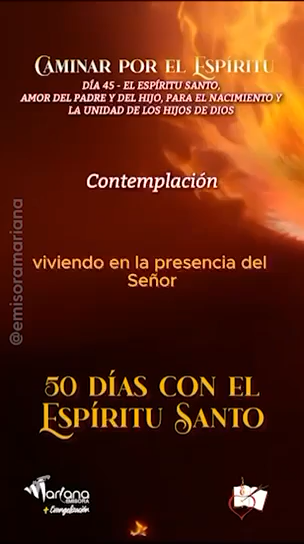 CAMINAR POR EL ESPÍRITU
DÍA 45 - EL ESPÍRITU SANTO,
AMOR DEL PADRE Y DEL HIJO, PARA EL NACIMIENTO Y
LA UNIDAD DE LOS HIJOS DE DIOS
Contemplación
@emisoramariana
viviendo en la presencia del
Señor
50 DÍAS CON EL
ESPÍRITU SANTO
Mariana
EMISORA
+ Evangelización